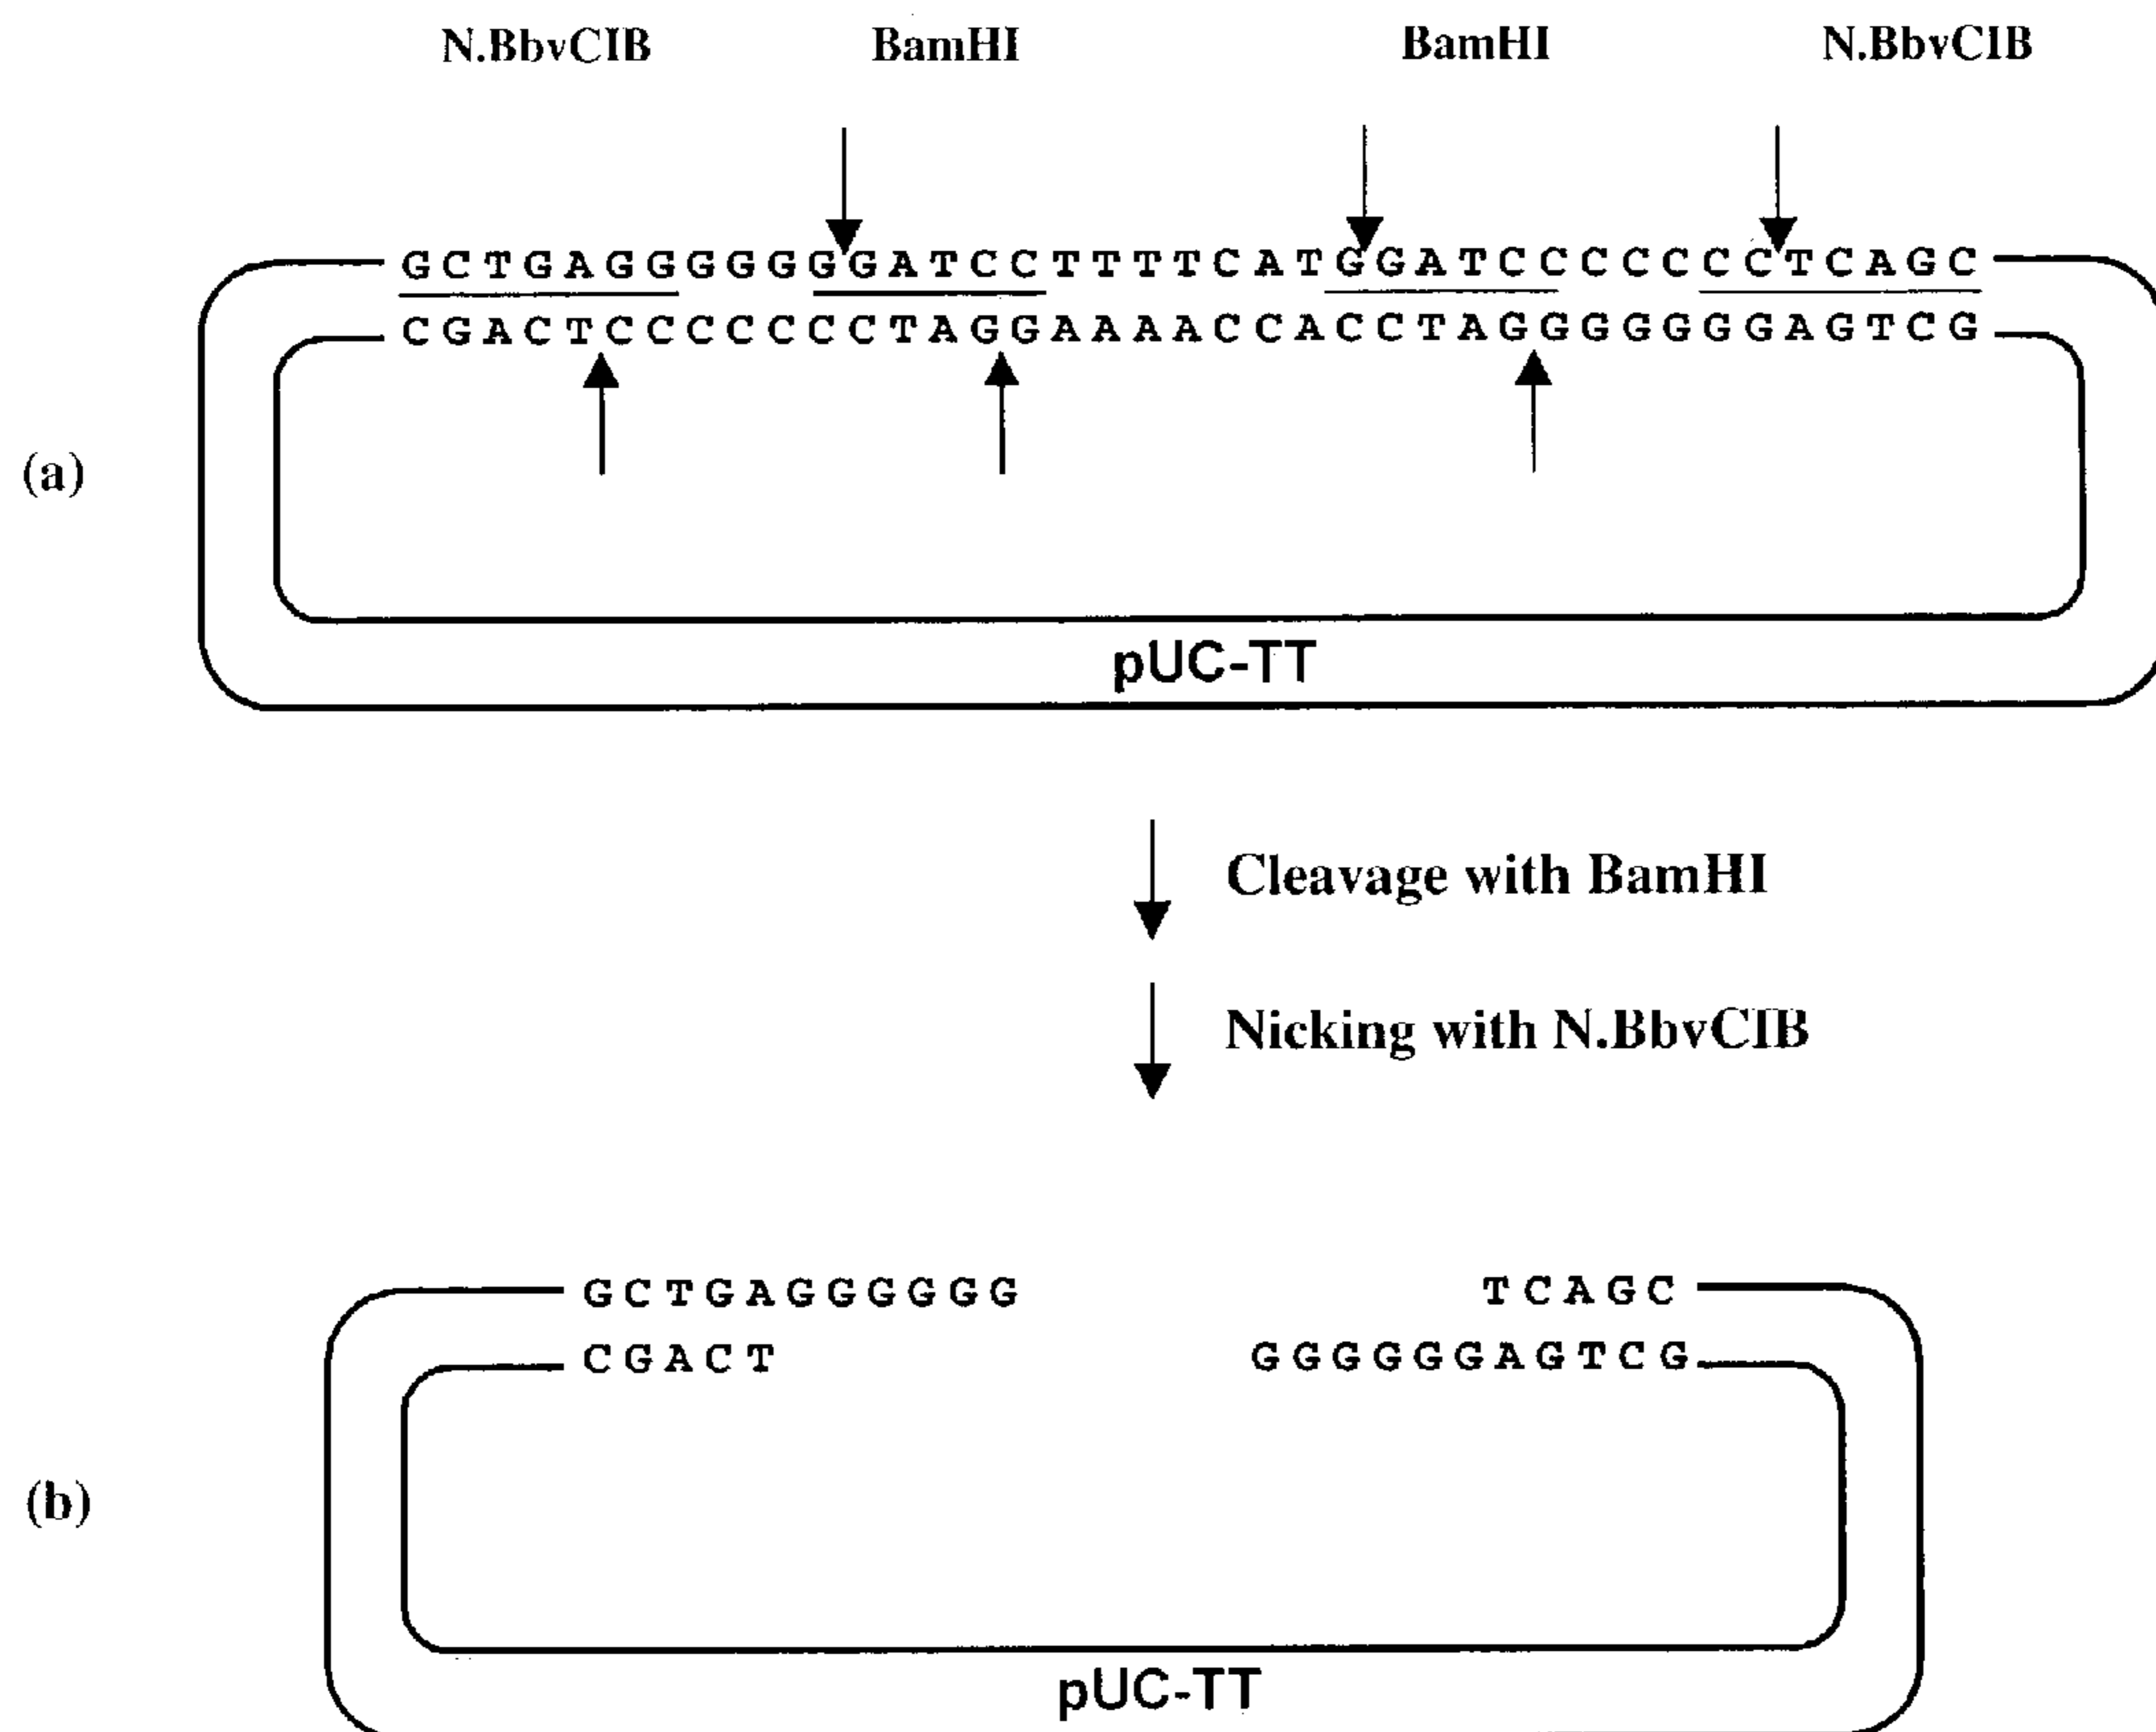 N.BbvCIB BamHI BamHI N.BbvCIB
GCTGAGGGGGGGATCCTTTTCATGGATCCCCCCCTCAGC
CGACTCCCCCCCTAGGAAAACCACCTAGGGGGGGAGTCG
(a)
pUC-TT
Cleavage with BamHI
Nicking with N.BbvCIB
GCTGAGGGGGG TCAGC
CGACT GGGGGGAGTCG
(b)
pUC-TT